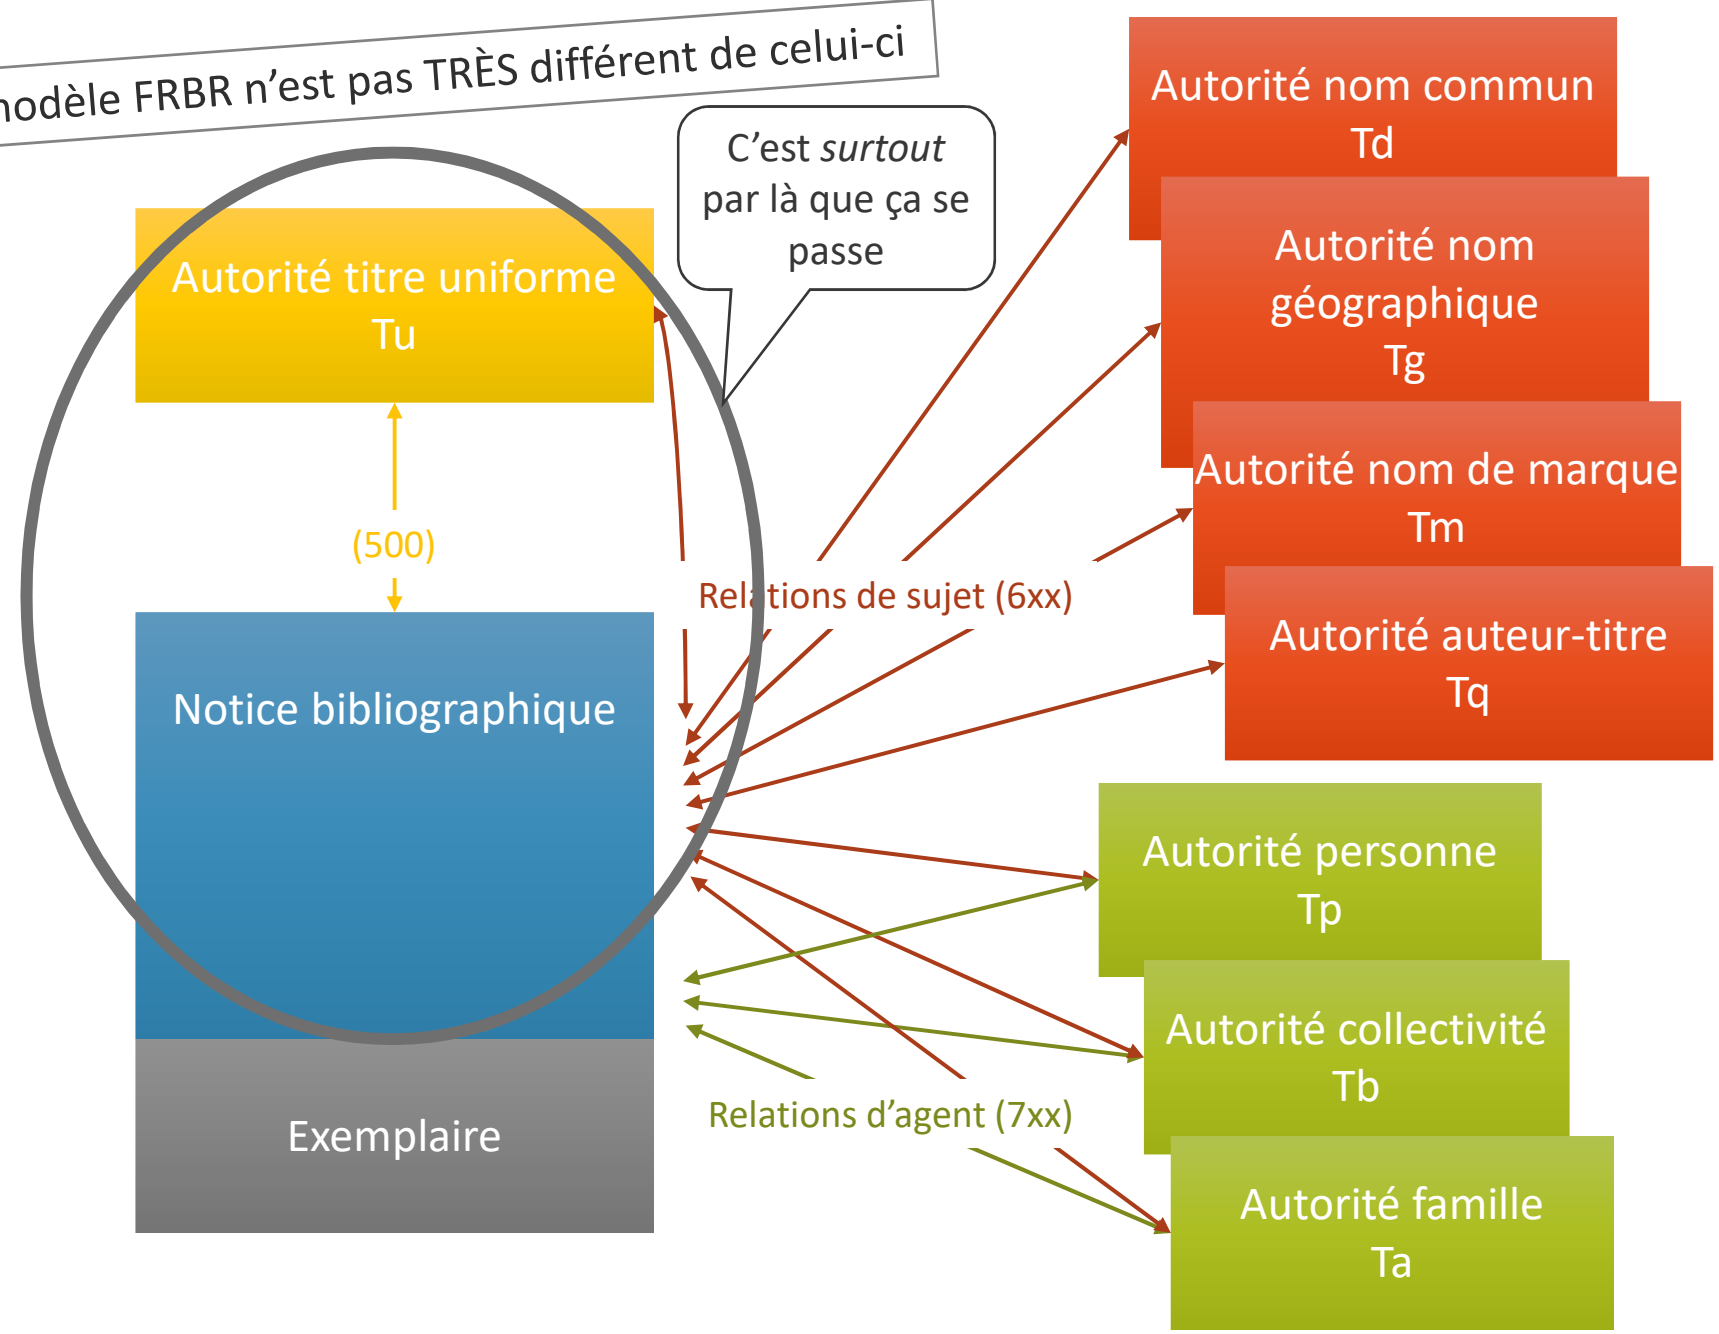 modèle FRBR n’est pas TRÈS différent de celui-ci
C’est surtout
par là que ça se
passe
Autorité titre uniforme
Tu
(500)
Notice bibliographique
Exemplaire
Relations de sujet (6xx)
Relations d’agent (7xx)
Autorité nom commun
Td
Autorité nom
géographique
Tg
Autorité nom de marque
Tm
Autorité auteur-titre
Tq
Autorité personne
Tp
Autorité collectivité
Tb
Autorité famille
Ta